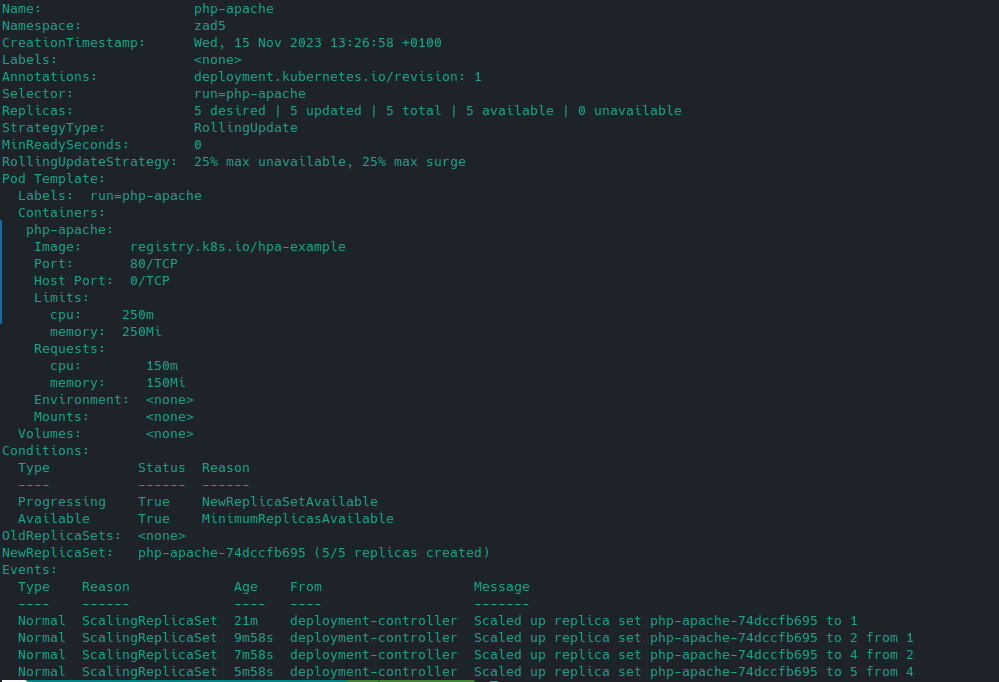 Name:                   php-apache
Namespace:              zad5
CreationTimestamp:      Wed, 15 Nov 2023 13:26:58 +0100
Labels:                 <none>
Annotations:            deployment.kubernetes.io/revision: 1
Selector:               run=php-apache
Replicas:               5 desired | 5 updated | 5 total | 5 available | 0 unavailable
StrategyType:           RollingUpdate
MinReadySeconds:        0
RollingUpdateStrategy:  25% max unavailable, 25% max surge
Pod Template:
  Labels:  run=php-apache
  Containers:
   php-apache:
    Image:      registry.k8s.io/hpa-example
    Port:       80/TCP
    Host Port:  0/TCP
    Limits:
      cpu:     250m
      memory:  250Mi
    Requests:
      cpu:        150m
      memory:     150Mi
    Environment:  <none>
    Mounts:       <none>
  Volumes:        <none>
Conditions:
  Type           Status  Reason
  ----           ------  ------
  Progressing    True    NewReplicaSetAvailable
  Available      True    MinimumReplicasAvailable
OldReplicaSets:  <none>
NewReplicaSet:   php-apache-74dccfb695 (5/5 replicas created)
Events:
  Type    Reason             Age    From                   Message
  ----    ------             ----   ----                   -------
  Normal  ScalingReplicaSet  21m    deployment-controller  Scaled up replica set php-apache-74dccfb695 to 1
  Normal  ScalingReplicaSet  9m58s  deployment-controller  Scaled up replica set php-apache-74dccfb695 to 2 from 1
  Normal  ScalingReplicaSet  7m58s  deployment-controller  Scaled up replica set php-apache-74dccfb695 to 4 from 2
  Normal  ScalingReplicaSet  5m58s  deployment-controller  Scaled up replica set php-apache-74dccfb695 to 5 from 4